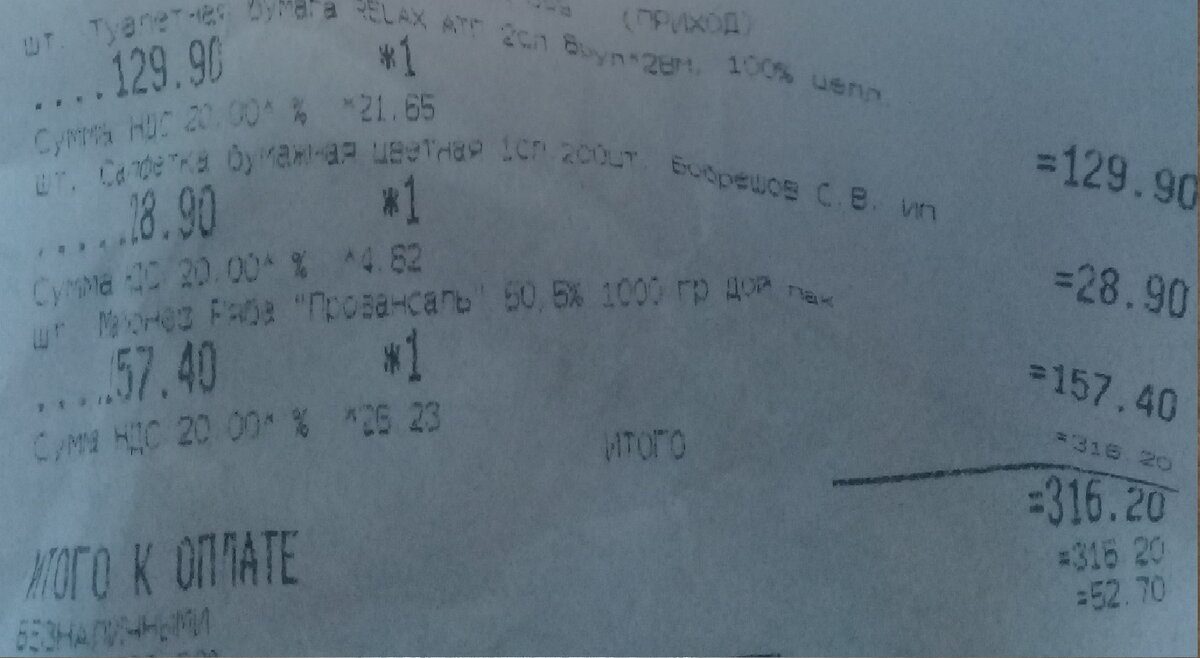 (ПРИХОД)
шт. Туалетная бумага RELAX АТГ 2сл 8рул*28м, 100% целл.
....129.90 *1 =129.90
Сумма НДС 20.00^ % ^21.65
шт. Салфетка бумажная цветная 1сл 200шт. Бобрешов С.В. ИП
.....28.90 *1 =28.90
Сумма НДС 20.00^ % ^4.82
шт. Майонез Ряба "Провансаль" 50,5% 1000 гр дой пак
....157.40 *1 =157.40
Сумма НДС 20.00^ % ^26.23
ИТОГО =316.20
ИТОГО К ОПЛАТЕ =316.20
БЕЗНАЛИЧНЫМИ =316.20
=52.70